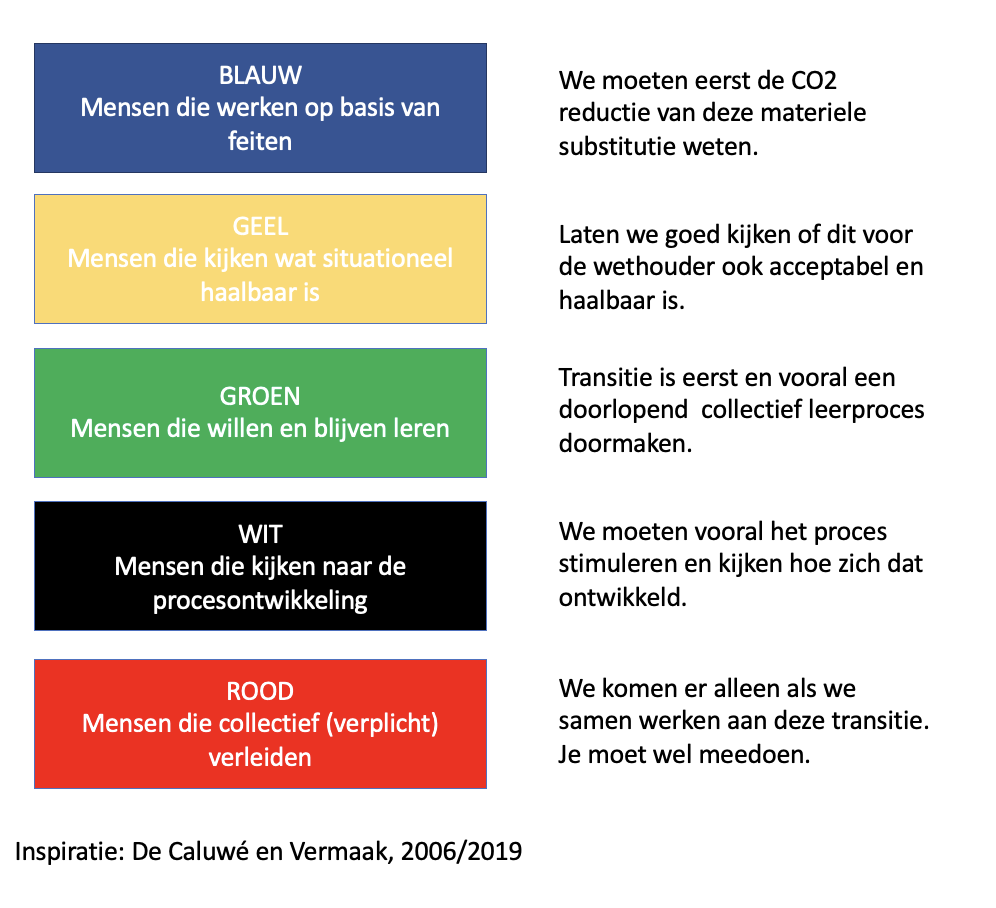 BLAUW
Mensen die werken op basis van
feiten
We moeten eerst de CO2
reductie van deze materiele
substitutie weten.
GEEL
Mensen die kijken wat situationeel
haalbaar is
Laten we goed kijken of dit voor
de wethouder ook acceptabel en
haalbaar is.
GROEN
Mensen die willen en blijven leren
Transitie is eerst en vooral een
doorlopend  collectief leerproces
doormaken.
WIT
Mensen die kijken naar de
procesontwikkeling
We moeten vooral het proces
stimuleren en kijken hoe zich dat
ontwikkeld.
ROOD
Mensen die collectief (verplicht)
verleiden
We komen er alleen als we
samen werken aan deze transitie.
Je moet wel meedoen.
Inspiratie: De Caluwé en Vermaak, 2006/2019